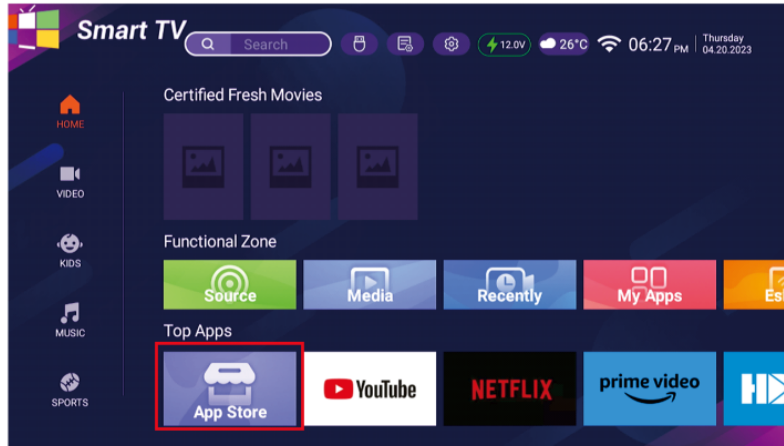 Smart TV
Search
12.0V
26°C
06:27 PM
Thursday
04.20.2023
HOME
VIDEO
KIDS
MUSIC
SPORTS
Certified Fresh Movies
Functional Zone
Source
Media
Recently
My Apps
Top Apps
App Store
YouTube
NETFLIX
prime video